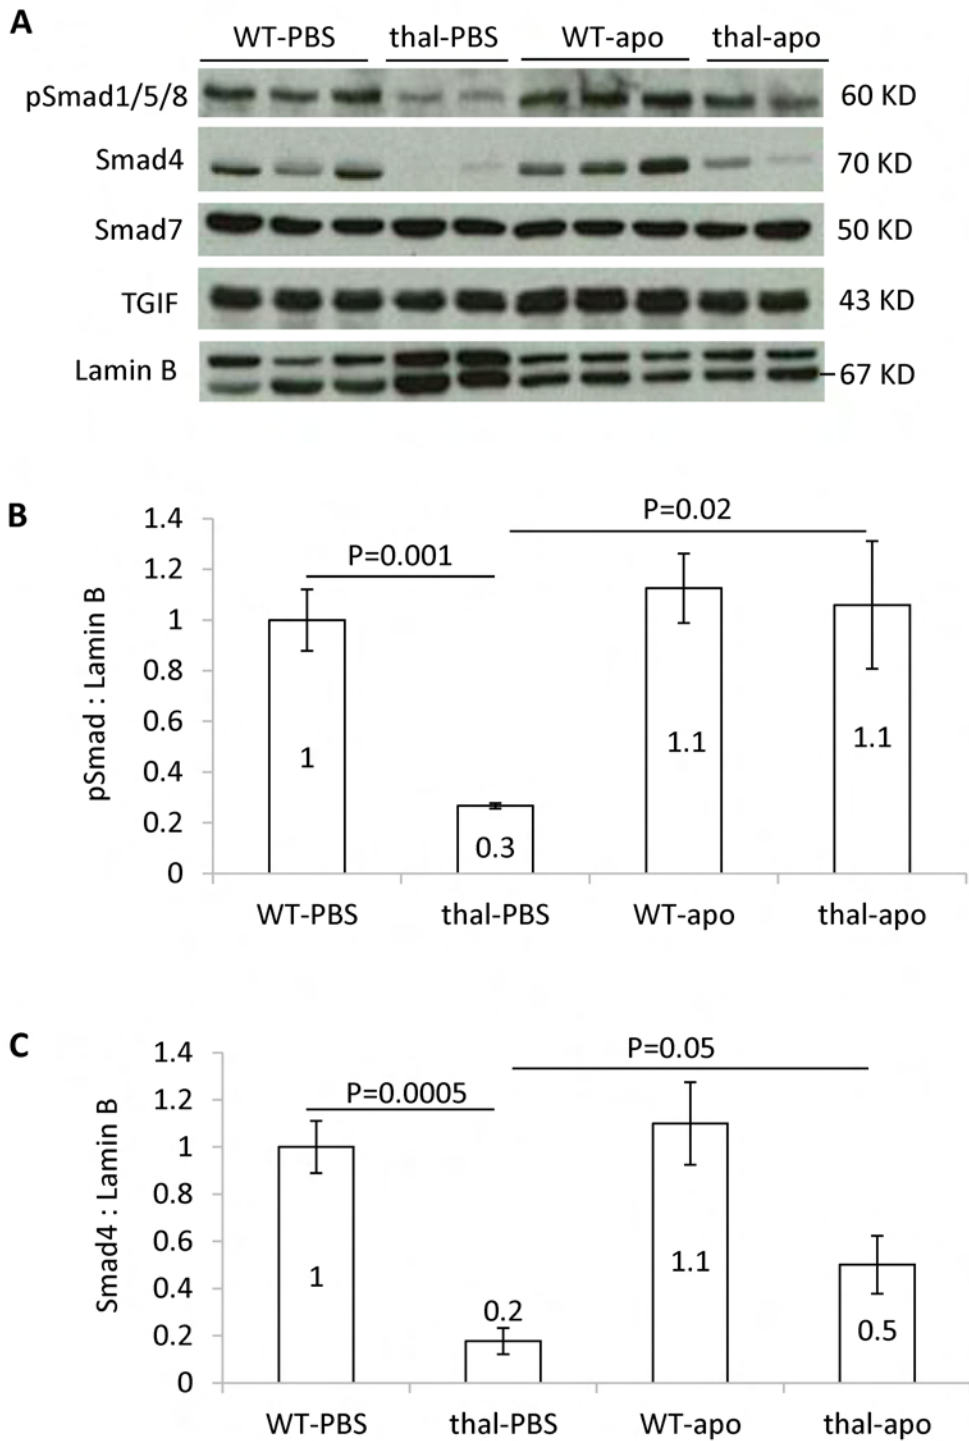 A
WT-PBS thal-PBS WT-apo thal-apo
pSmad1/5/8 60 KD
Smad4 70 KD
Smad7 50 KD
TGIF 43 KD
Lamin B 67 KD
B
pSmad : Lamin B
1.4
1.2
1
0.8
0.6
0.4
0.2
0
P=0.001
P=0.02
1
0.3
1.1
1.1
WT-PBS thal-PBS WT-apo thal-apo
C
Smad4 : Lamin B
1.4
1.2
1
0.8
0.6
0.4
0.2
0
P=0.0005
P=0.05
1
0.2
1.1
0.5
WT-PBS thal-PBS WT-apo thal-apo